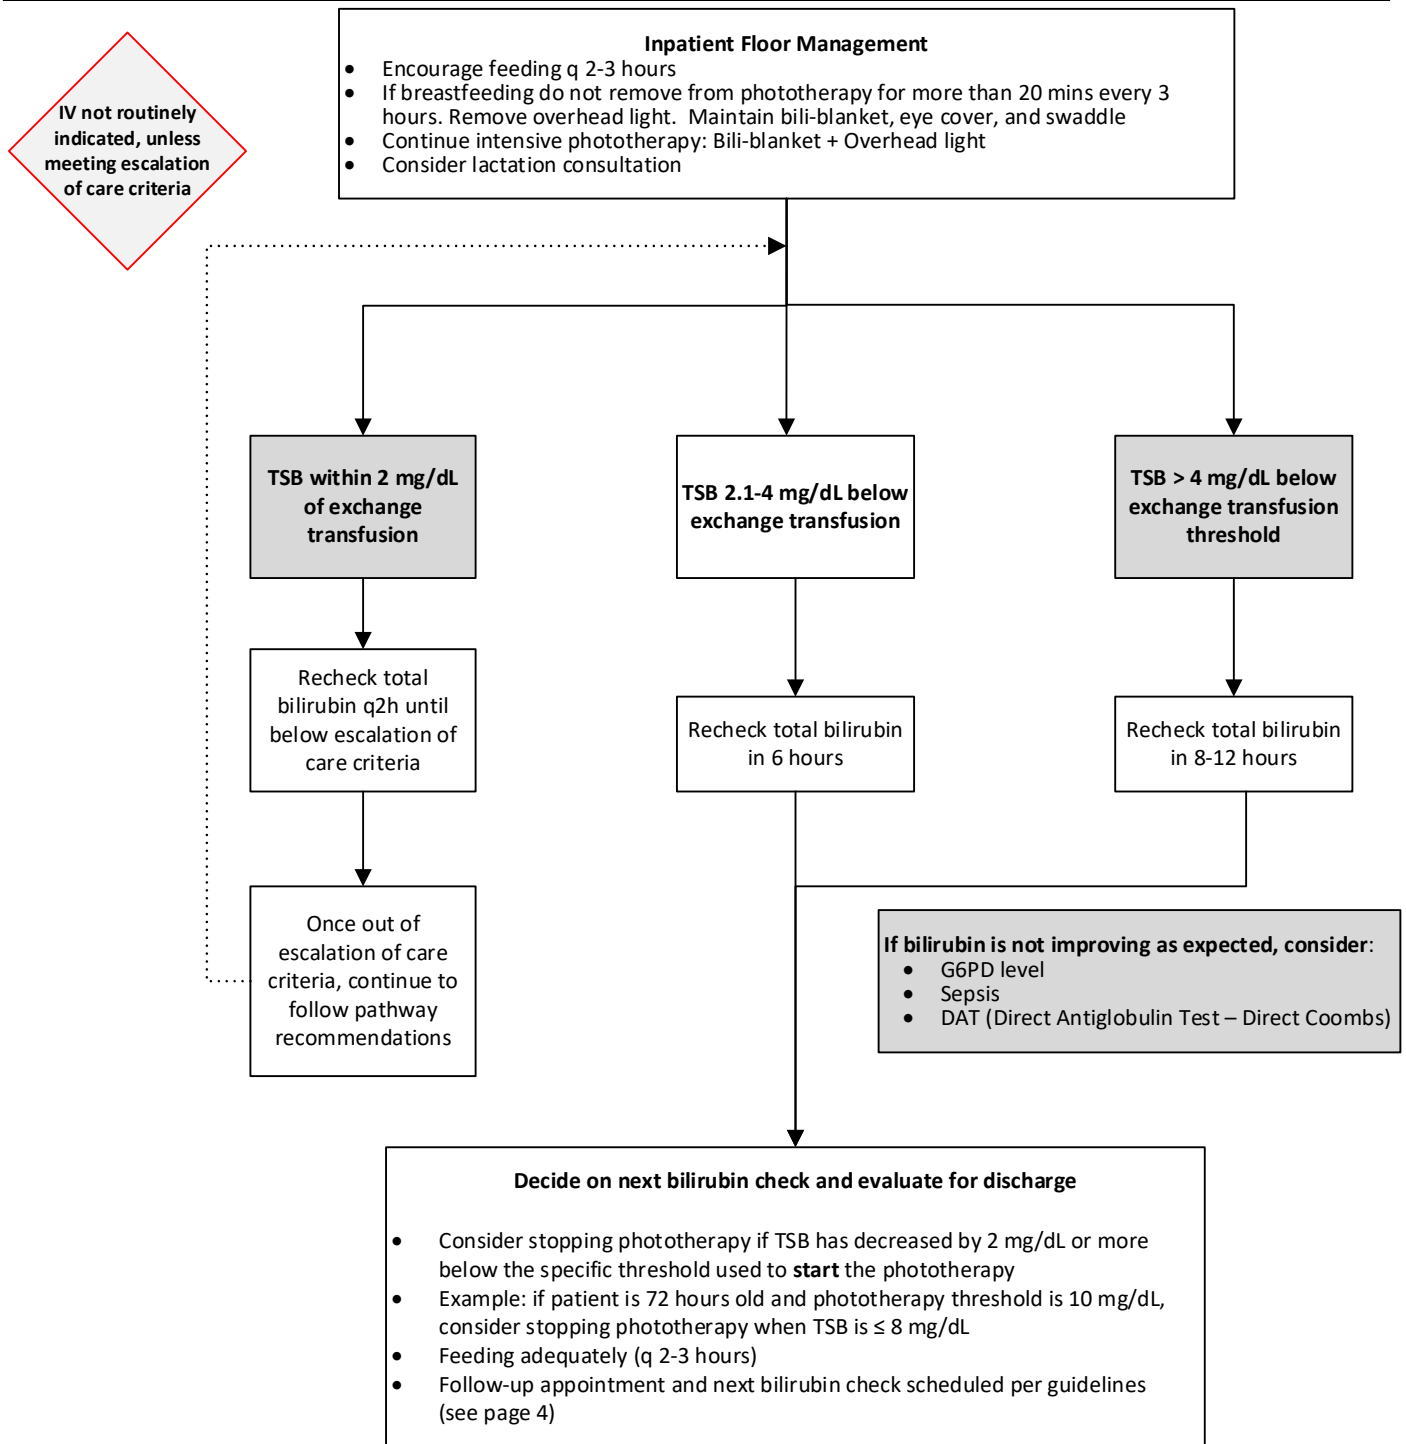 Inpatient Floor Management
• Encourage feeding q 2-3 hours
• If breastfeeding do not remove from phototherapy for more than 20 mins every 3
hours. Remove overhead light.  Maintain bili-blanket, eye cover, and swaddle
• Continue intensive phototherapy: Bili-blanket + Overhead light
• Consider lactation consultation
IV not routinely
indicated, unless
meeting escalation
of care criteria
TSB within 2 mg/dL
of exchange
transfusion
TSB 2.1-4 mg/dL below
exchange transfusion
TSB > 4 mg/dL below
exchange transfusion
threshold
Recheck total
bilirubin q2h until
below escalation of
care criteria
Recheck total bilirubin
in 6 hours
Recheck total bilirubin
in 8-12 hours
Once out of
escalation of care
criteria, continue to
follow pathway
recommendations
If bilirubin is not improving as expected, consider:
• G6PD level
• Sepsis
• DAT (Direct Antiglobulin Test – Direct Coombs)
Decide on next bilirubin check and evaluate for discharge
• Consider stopping phototherapy if TSB has decreased by 2 mg/dL or more
below the specific threshold used to start the phototherapy
• Example: if patient is 72 hours old and phototherapy threshold is 10 mg/dL,
consider stopping phototherapy when TSB is ≤ 8 mg/dL
• Feeding adequately (q 2-3 hours)
• Follow-up appointment and next bilirubin check scheduled per guidelines
(see page 4)